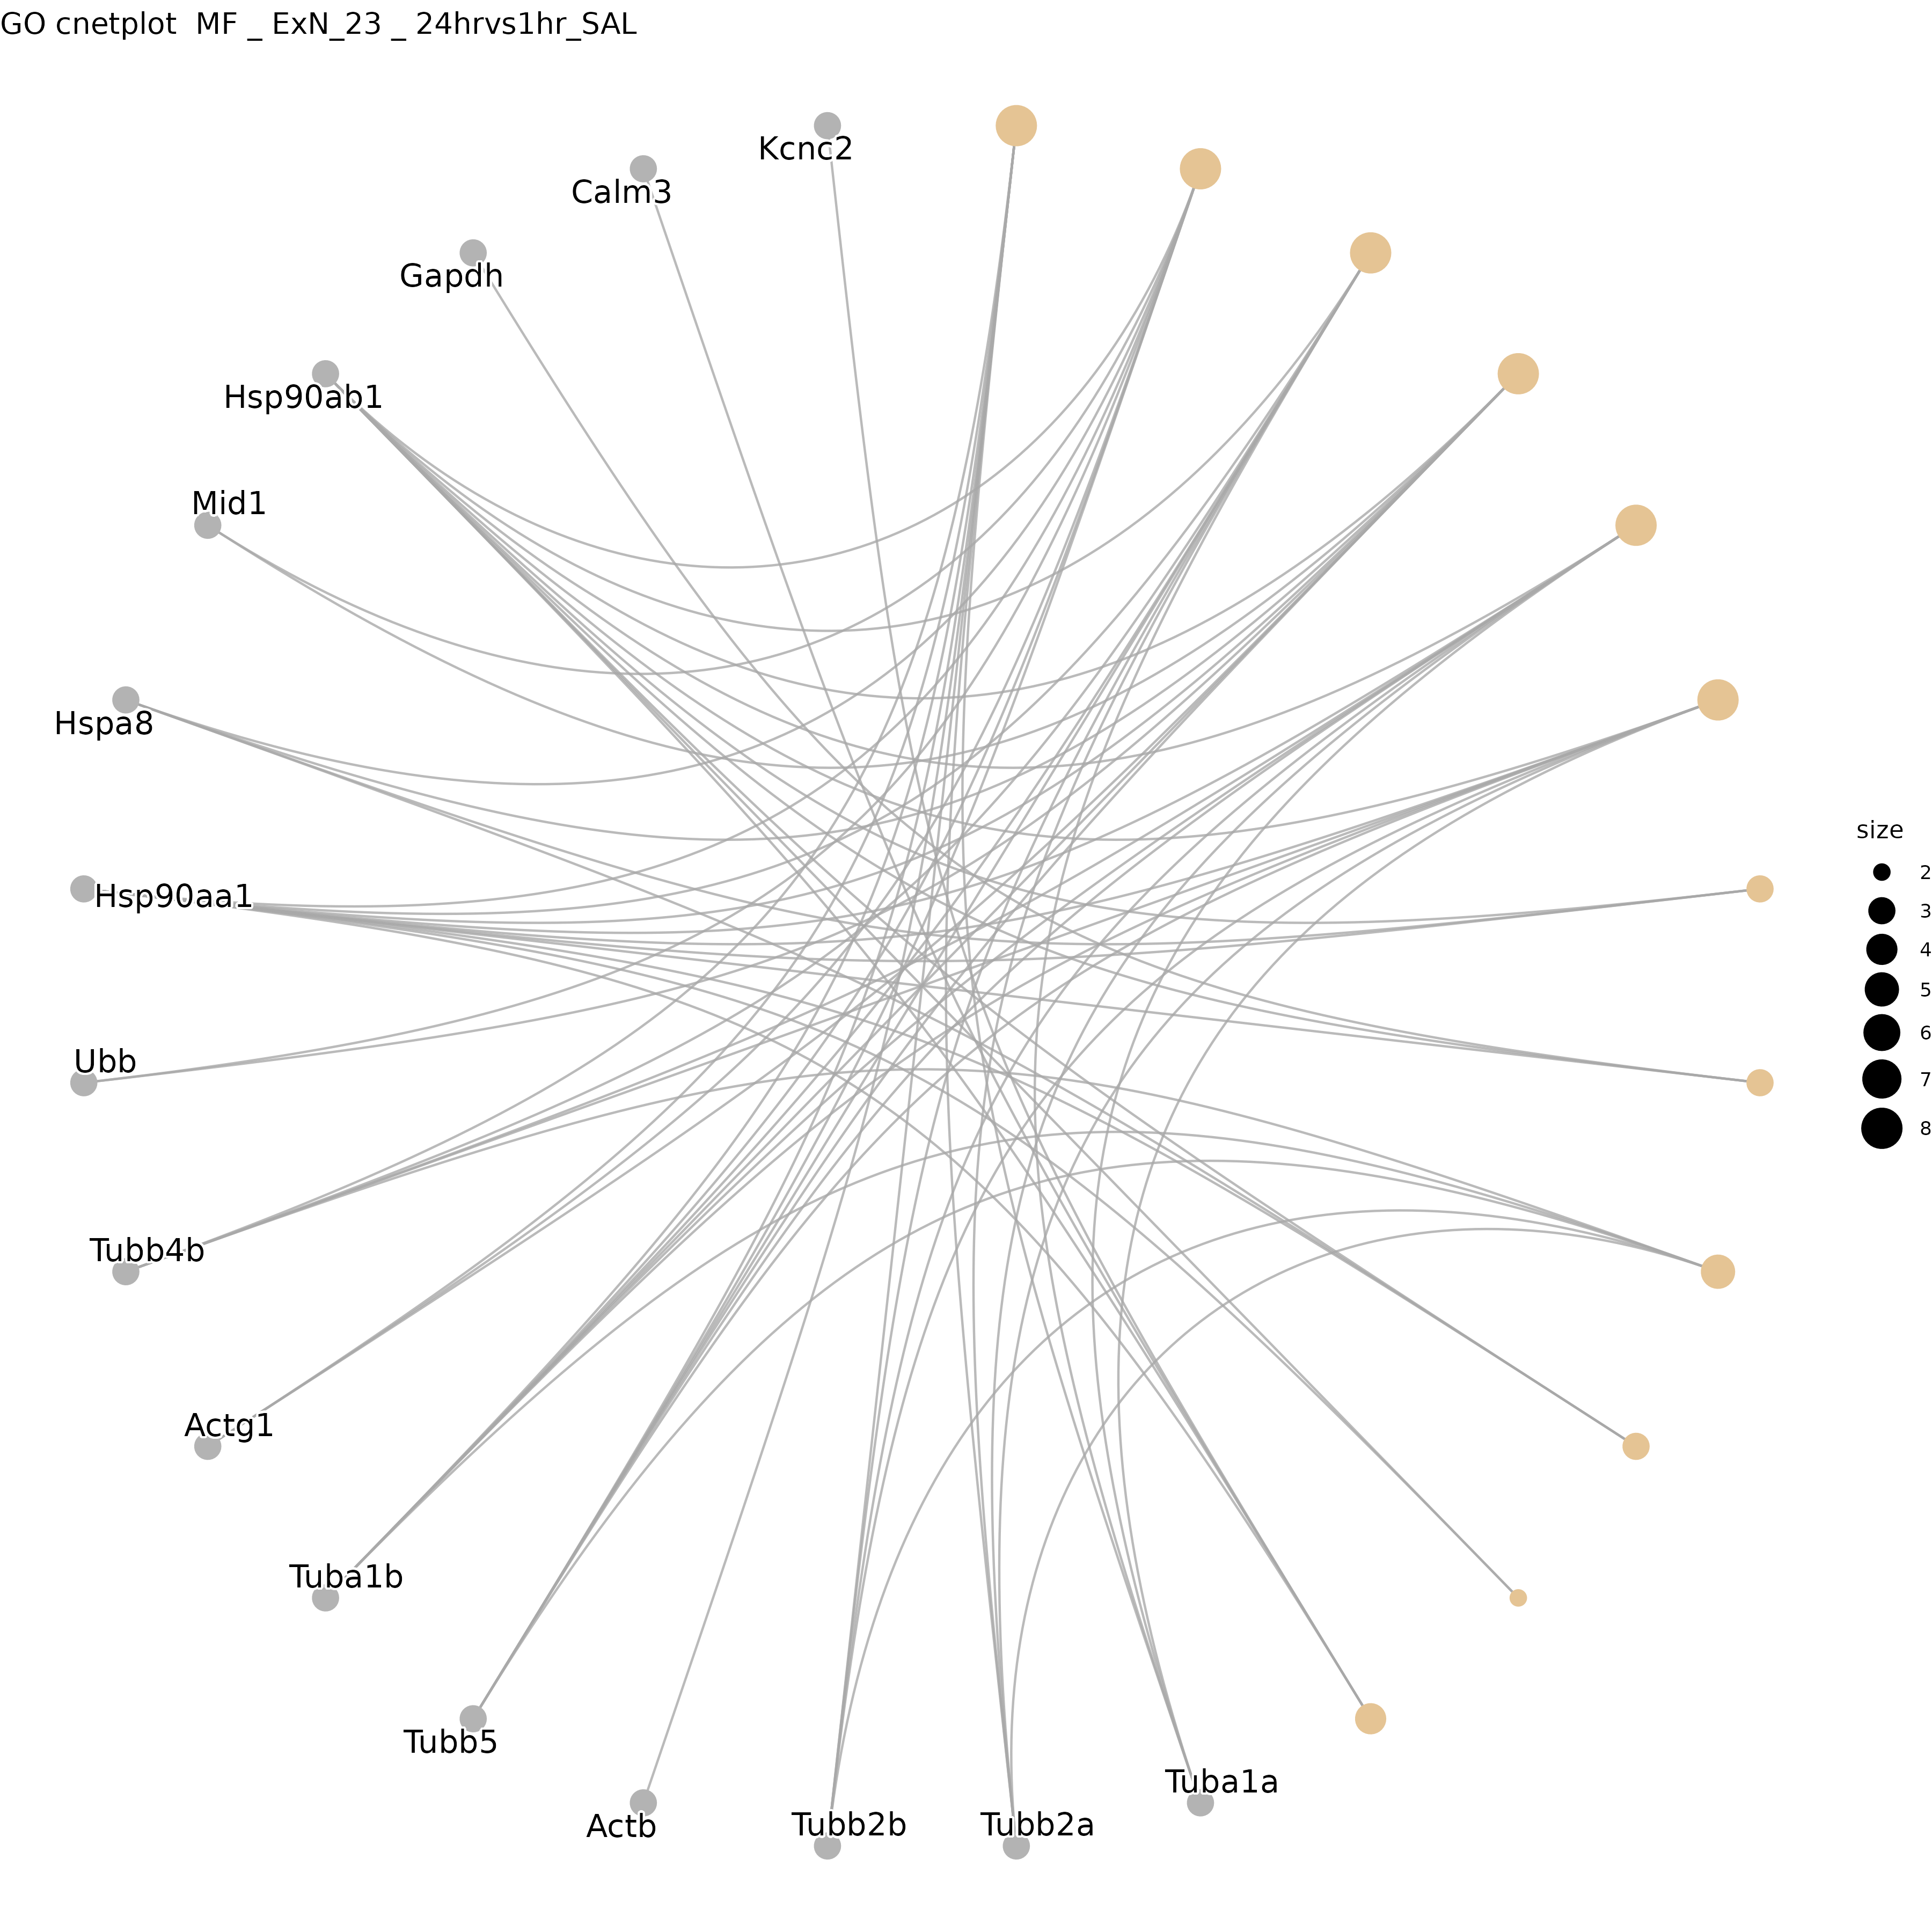 GO cnetplot  MF _ ExN_23 _ 24hrvs1hr_SAL
Kcnc2
Calm3
Gapdh
Hsp90ab1
Mid1
Hspa8
Hsp90aa1
Ubb
Tubb4b
Actg1
Tuba1b
Tubb5
Actb
Tubb2b
Tubb2a
Tuba1a
size
2
3
4
5
6
7
8